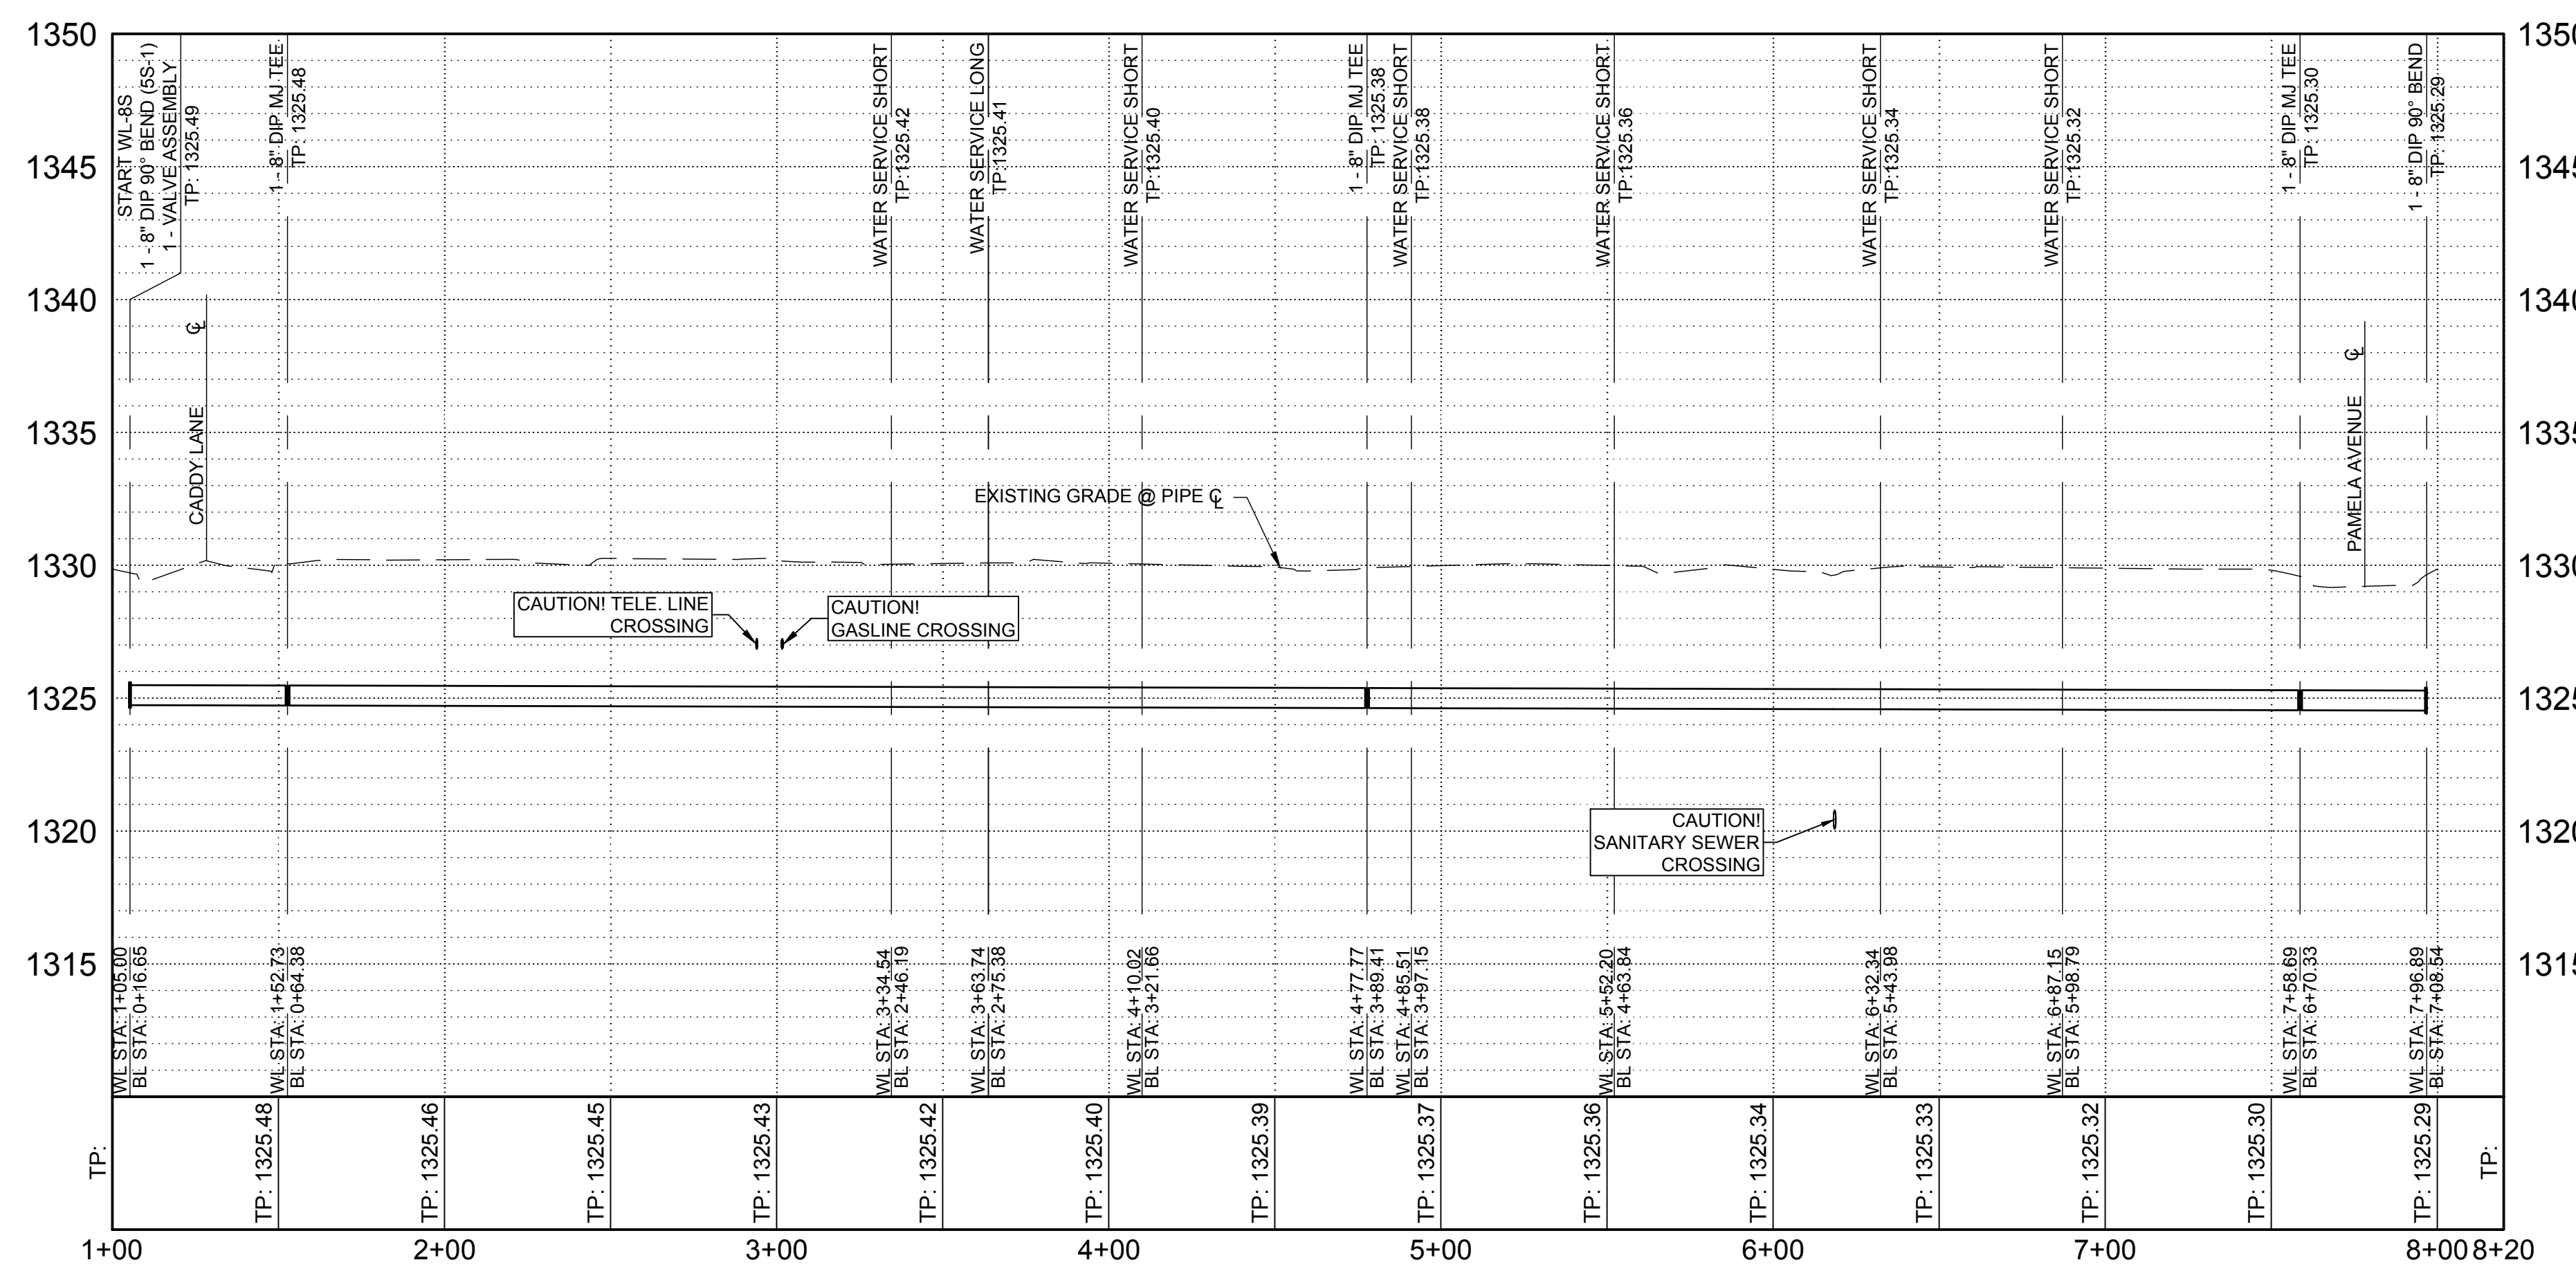 1350
1345
1340
1335
1330
1325
1320
1315
START WL-8S
1 - 8" DIP 90° BEND (5S-1)
1 - VALVE ASSEMBLY
TP: 1325.49
1 - 8" DIP MJ TEE
TP: 1325.48
WATER SERVICE SHORT
TP:1325.42
WATER SERVICE LONG
TP:1325.41
WATER SERVICE SHORT
TP:1325.40
1 - 8" DIP MJ TEE
TP: 1325.38
WATER SERVICE SHORT
TP:1325.38
WATER SERVICE SHORT
TP:1325.36
WATER SERVICE SHORT
TP:1325.34
WATER SERVICE SHORT
TP:1325.32
1 - 8" DIP MJ TEE
TP: 1325.30
1 - 8" DIP 90° BEND
TP: 1325.29
CADDY LANE
℄
EXISTING GRADE @ PIPE ℄
PAMELA AVENUE
℄
CAUTION! TELE. LINE
CROSSING
CAUTION!
GASLINE CROSSING
CAUTION!
SANITARY SEWER
CROSSING
WL STA: 1+05.00
BL STA: 0+16.65
WL STA: 1+52.73
BL STA: 0+64.38
WL STA: 3+34.54
BL STA: 2+46.19
WL STA: 3+63.74
BL STA: 2+75.38
WL STA: 4+10.02
BL STA: 3+21.66
WL STA: 4+77.77
BL STA: 3+89.41
WL STA: 4+85.51
BL STA: 3+97.15
WL STA: 5+52.20
BL STA: 4+63.84
WL STA: 6+32.34
BL STA: 5+43.98
WL STA: 6+87.15
BL STA: 5+98.79
WL STA: 7+58.69
BL STA: 6+70.33
WL STA: 7+96.89
BL STA: 7+08.54
TP:
TP: 1325.48
TP: 1325.46
TP: 1325.45
TP: 1325.43
TP: 1325.42
TP: 1325.40
TP: 1325.39
TP: 1325.37
TP: 1325.36
TP: 1325.34
TP: 1325.33
TP: 1325.32
TP: 1325.30
TP: 1325.29
TP:
1+00 2+00 3+00 4+00 5+00 6+00 7+00 8+00 8+20
1350
1345
1340
1335
1330
1325
1320
1315